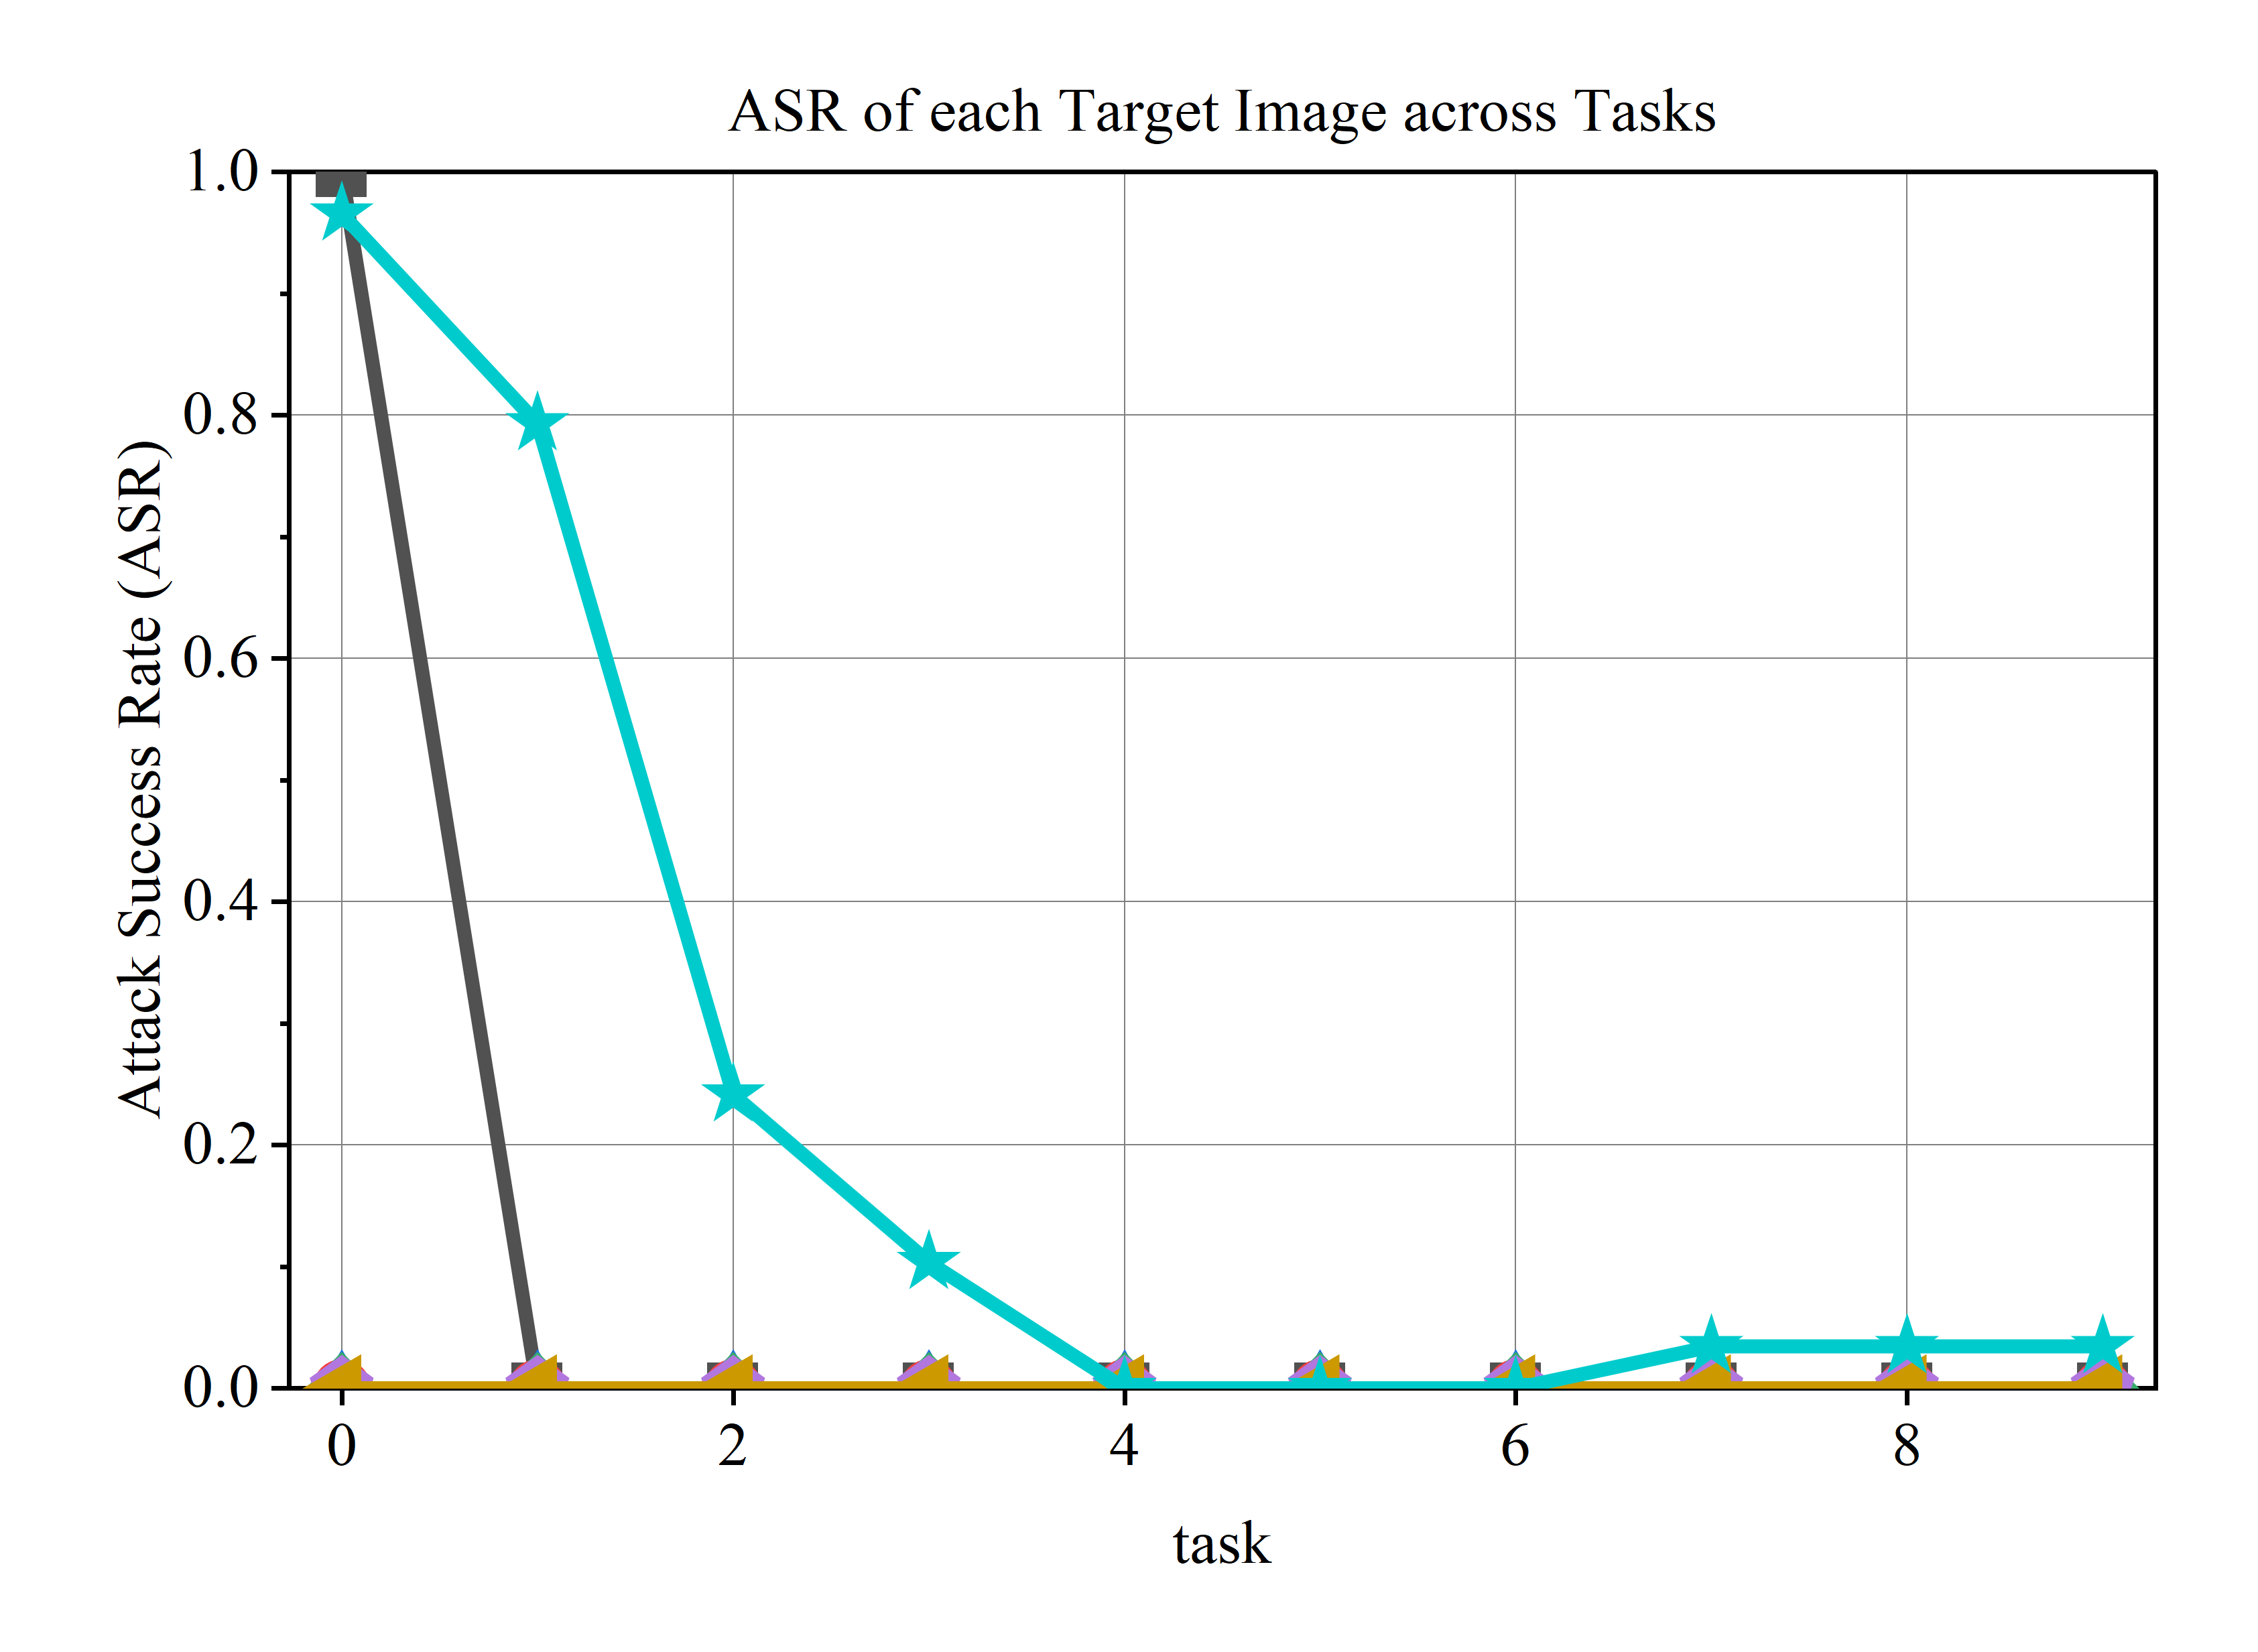 ASR of each Target Image across Tasks
Attack Success Rate (ASR)
1.0
0.8
0.6
0.4
0.2
0.0
0 2 4 6 8
task